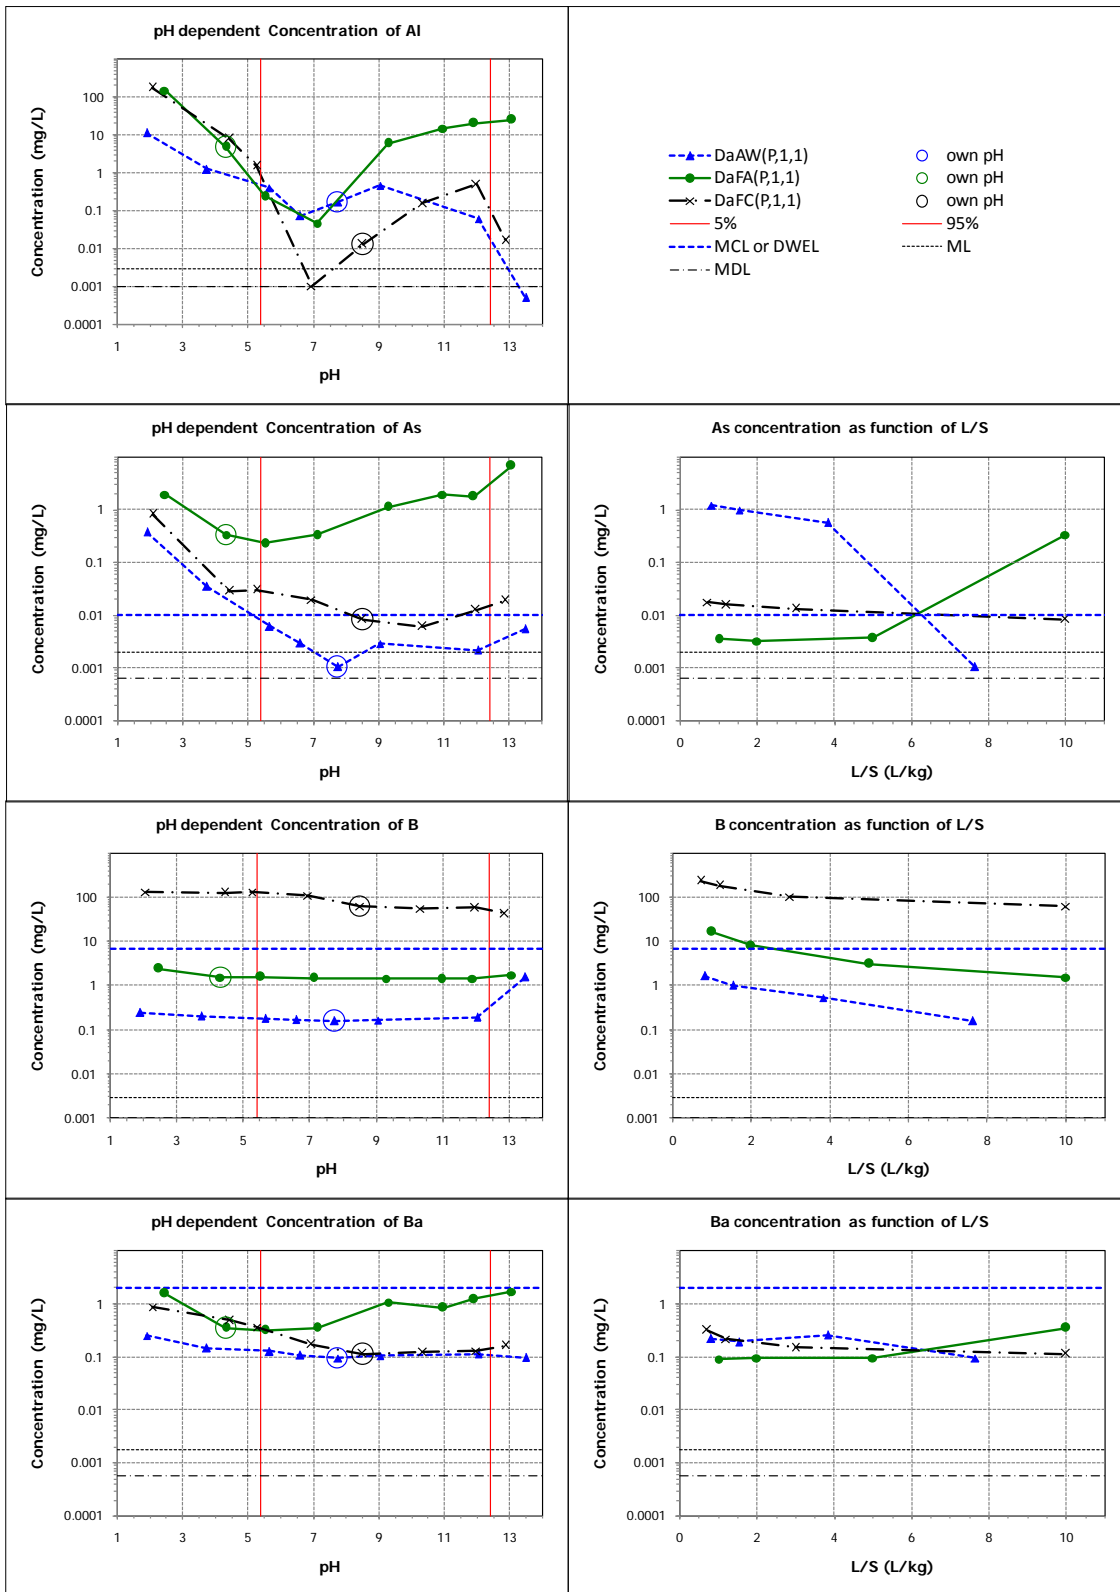 pH dependent Concentration of Al
Concentration (mg/L)
100
10
1
0.1
0.01
0.001
0.0001
1 3 5 7 9 11 13
pH
DaAW(P,1,1) own pH
DaFA(P,1,1) own pH
DaFC(P,1,1) own pH
5% 95%
MCL or DWEL ML
MDL
pH dependent Concentration of As
Concentration (mg/L)
1
0.1
0.01
0.001
0.0001
1 3 5 7 9 11 13
pH
As concentration as function of L/S
Concentration (mg/L)
1
0.1
0.01
0.001
0.0001
0 2 4 6 8 10
L/S (L/kg)
pH dependent Concentration of B
Concentration (mg/L)
100
10
1
0.1
0.01
0.001
1 3 5 7 9 11 13
pH
B concentration as function of L/S
Concentration (mg/L)
100
10
1
0.1
0.01
0.001
0 2 4 6 8 10
L/S (L/kg)
pH dependent Concentration of Ba
Concentration (mg/L)
1
0.1
0.01
0.001
0.0001
1 3 5 7 9 11 13
pH
Ba concentration as function of L/S
Concentration (mg/L)
1
0.1
0.01
0.001
0.0001
0 2 4 6 8 10
L/S (L/kg)